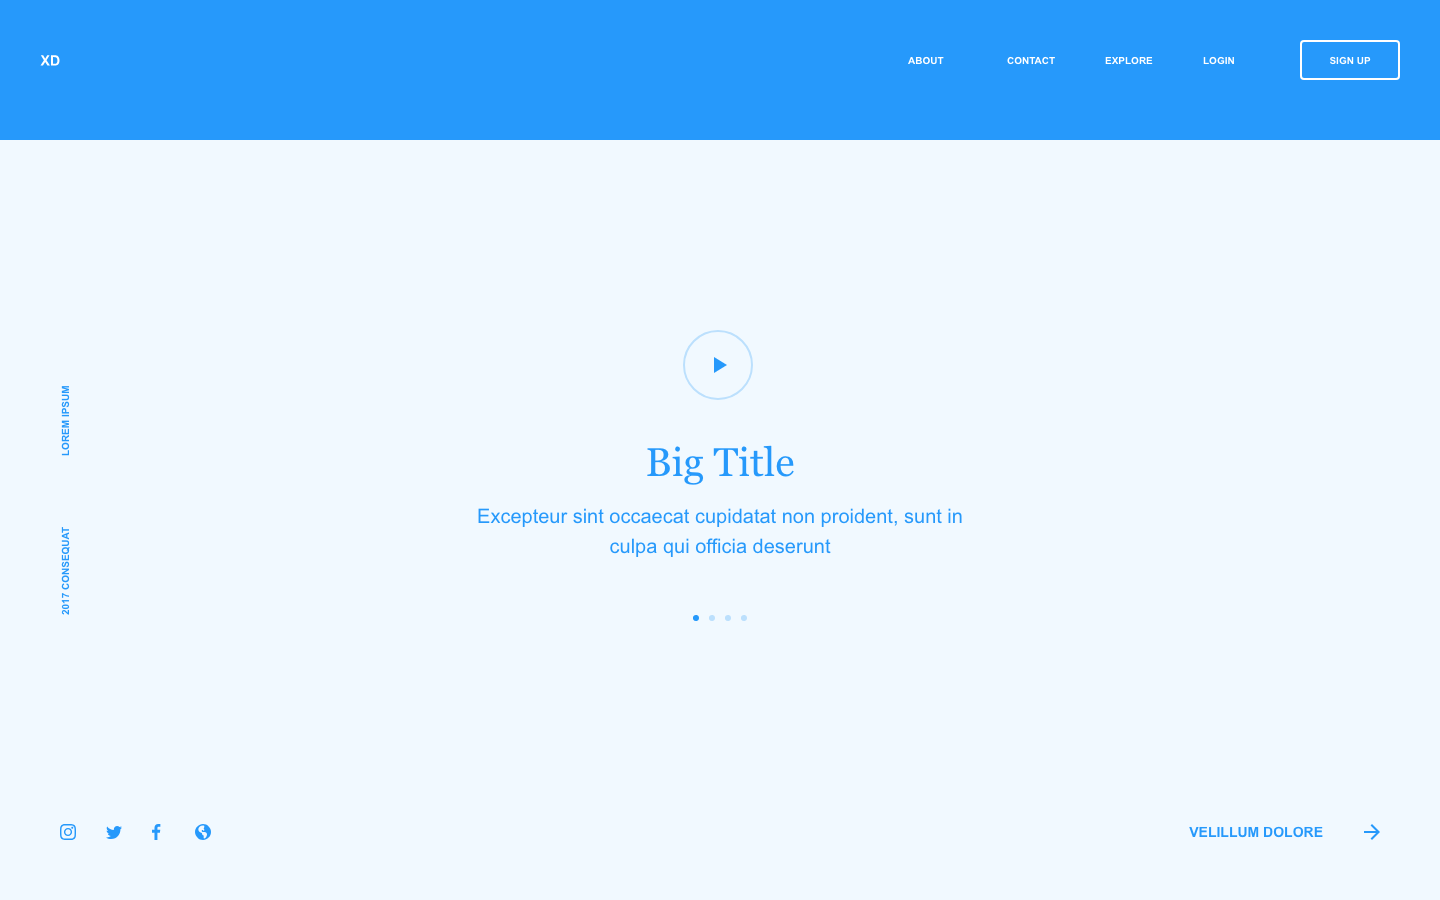 XD
ABOUT
CONTACT
EXPLORE
LOGIN
SIGN UP
LOREM IPSUM
2017 CONSEQUAT
Big Title
Excepteur sint occaecat cupidatat non proident, sunt in
culpa qui officia deserunt
VELILLUM DOLORE